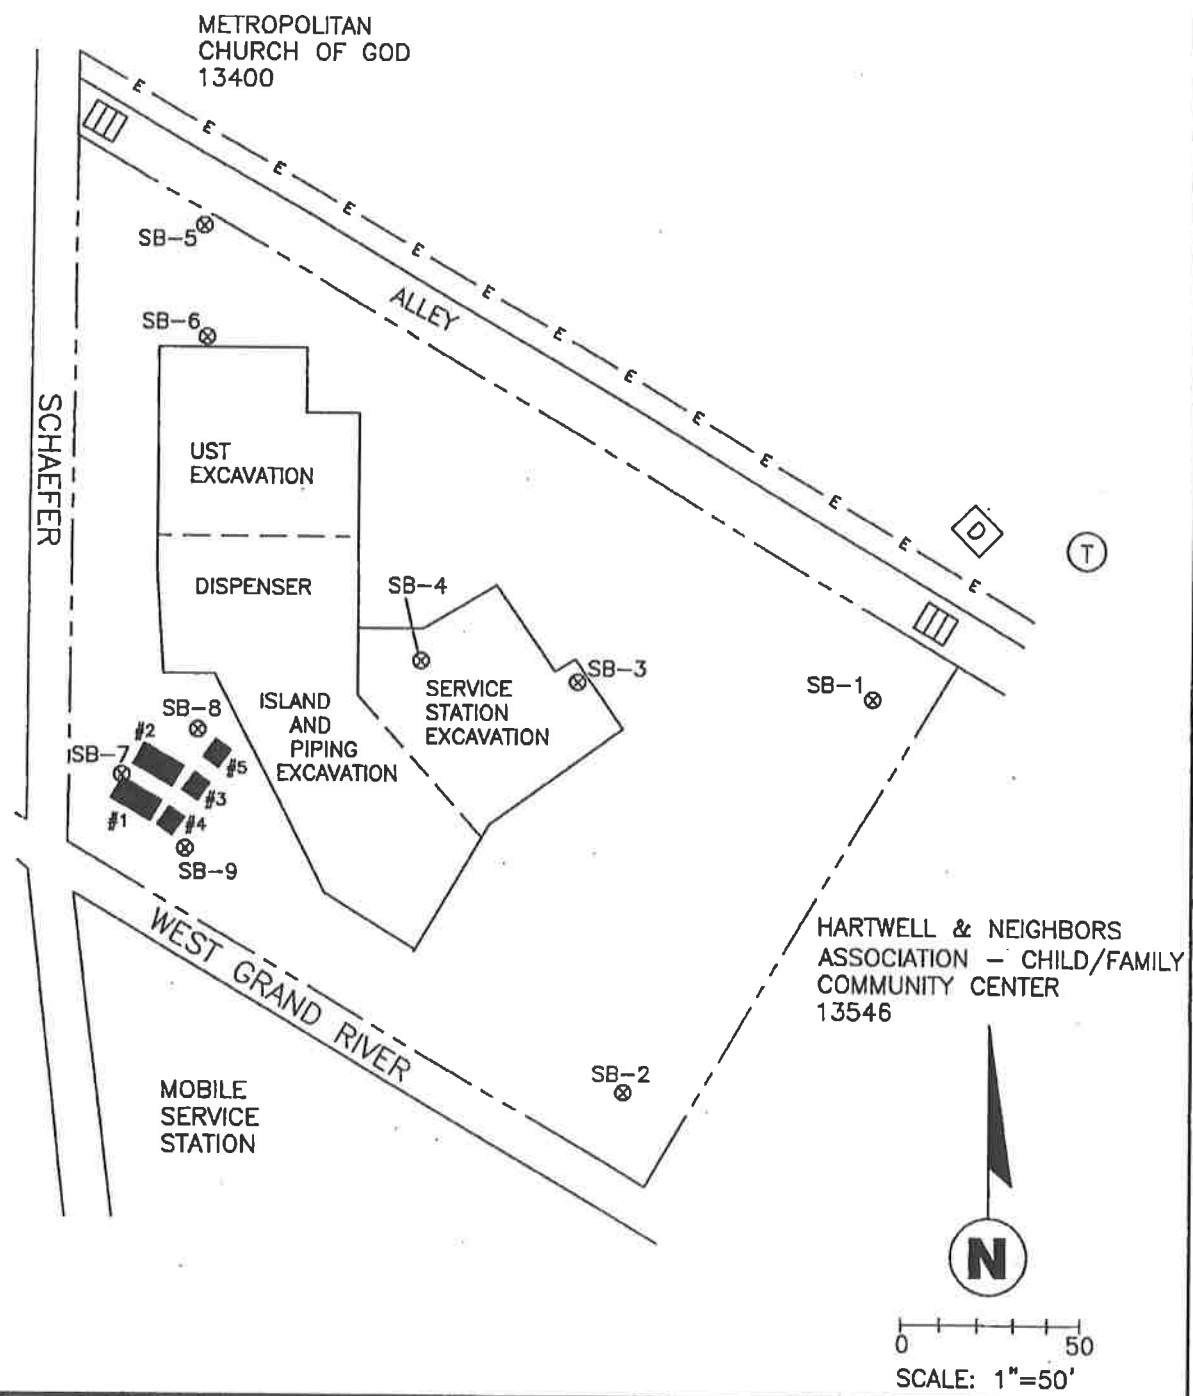 METROPOLITAN
CHURCH OF GOD
13400
E
E
E
E
E
E
E
E
E
E
E
E
E
SB-5
ALLEY
SB-6
SCHAEFER
UST
EXCAVATION
D
T
DISPENSER
SB-4
SB-3
SB-1
SERVICE
STATION
EXCAVATION
ISLAND
AND
PIPING
EXCAVATION
SB-8
#2
SB-7
#5
#3
#1
#4
SB-9
WEST GRAND RIVER
HARTWELL & NEIGHBORS
ASSOCIATION - CHILD/FAMILY
COMMUNITY CENTER
13546
SB-2
MOBILE
SERVICE
STATION
N
0 50
SCALE: 1"=50'